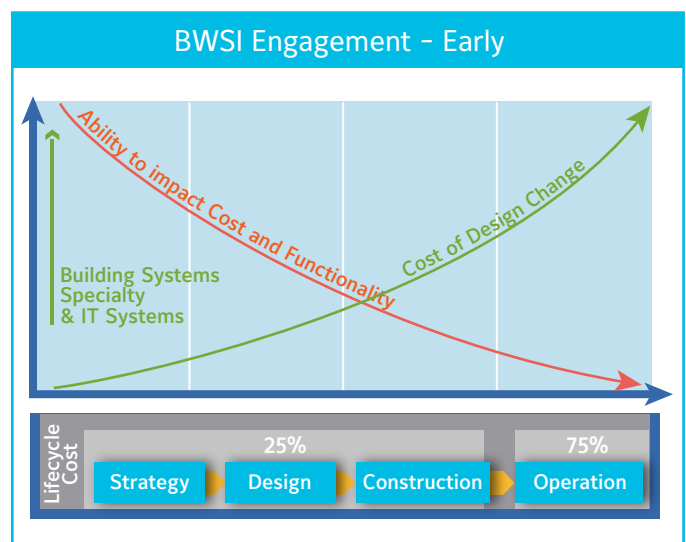 BWSI Engagement – Early
Ability to impact Cost and Functionality
Cost of Design Change
Building Systems
Specialty
& IT Systems
Lifecycle
Cost
25%
75%
Strategy
Design
Construction
Operation